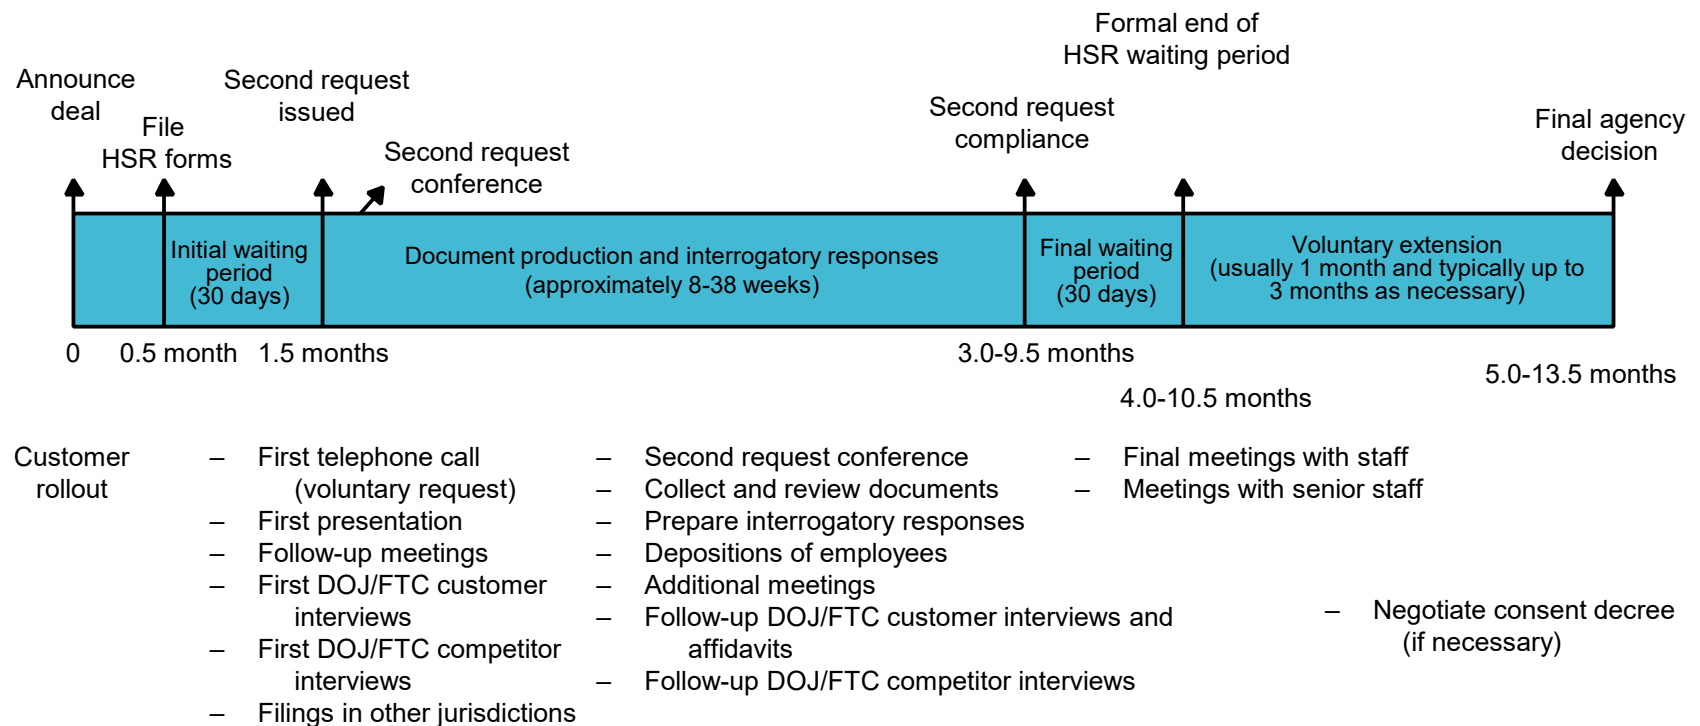 Announce
deal
File
HSR forms
Second request
issued
Second request
conference
Second request
compliance
Formal end of
HSR waiting period
Final agency
decision
Initial waiting
period
(30 days)
Document production and interrogatory responses
(approximately 8-38 weeks)
Final waiting
period
(30 days)
Voluntary extension
(usually 1 month and typically up to
3 months as necessary)
0
0.5 month
1.5 months
3.0-9.5 months
4.0-10.5 months
5.0-13.5 months
Customer
rollout
– First telephone call
(voluntary request)
– First presentation
– Follow-up meetings
– First DOJ/FTC customer
interviews
– First DOJ/FTC competitor
interviews
– Filings in other jurisdictions
– Second request conference
– Collect and review documents
– Prepare interrogatory responses
– Depositions of employees
– Additional meetings
– Follow-up DOJ/FTC customer interviews and
affidavits
– Follow-up DOJ/FTC competitor interviews
– Final meetings with staff
– Meetings with senior staff
– Negotiate consent decree
(if necessary)